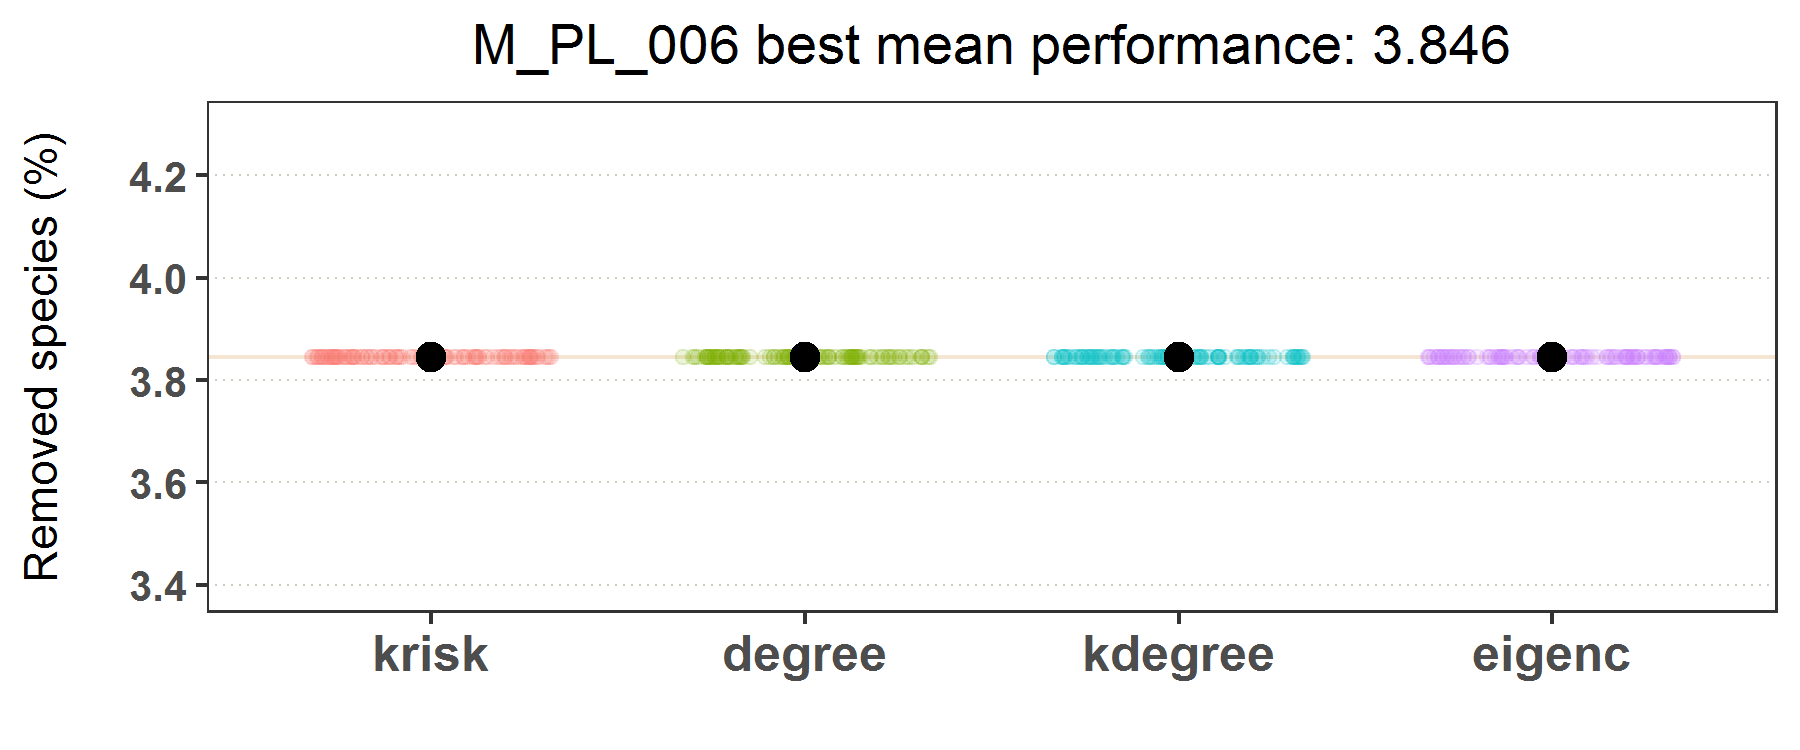 M_PL_006 best mean performance: 3.846
Removed species (%)
4.2
4.0
3.8
3.6
3.4
krisk degree kdegree eigenc